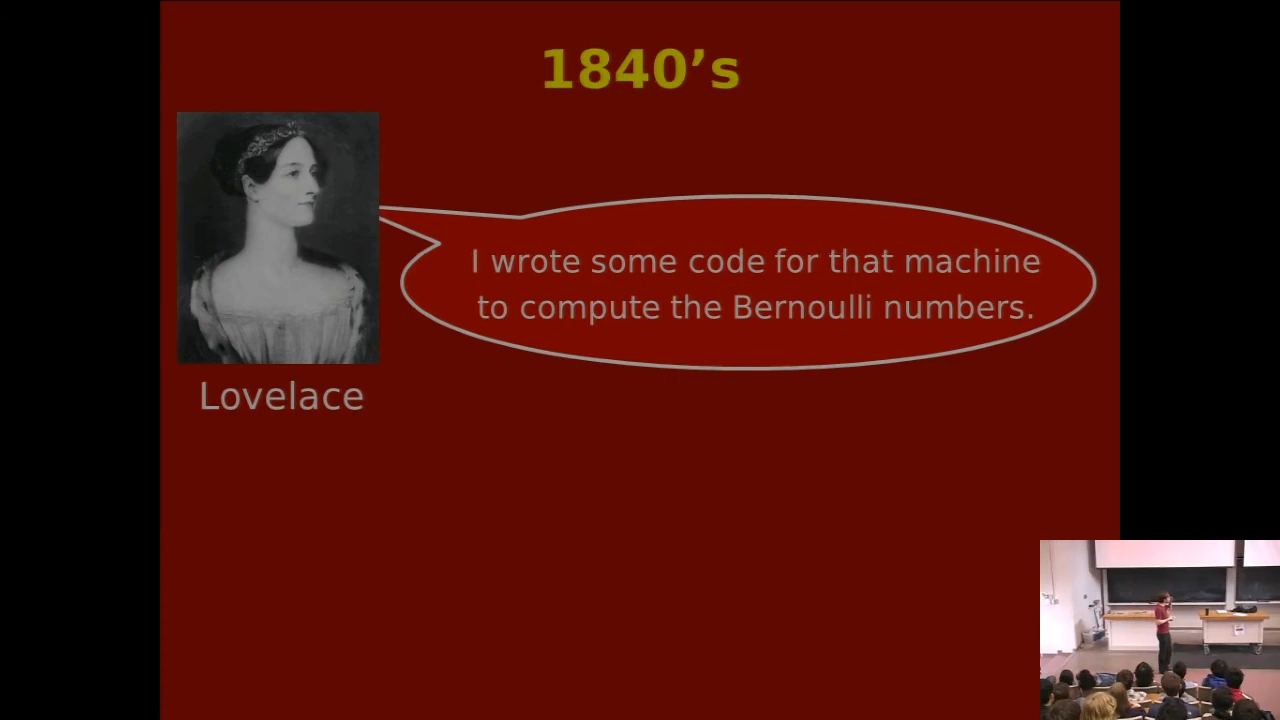 1840’s
I wrote some code for that machine
to compute the Bernoulli numbers.
Lovelace